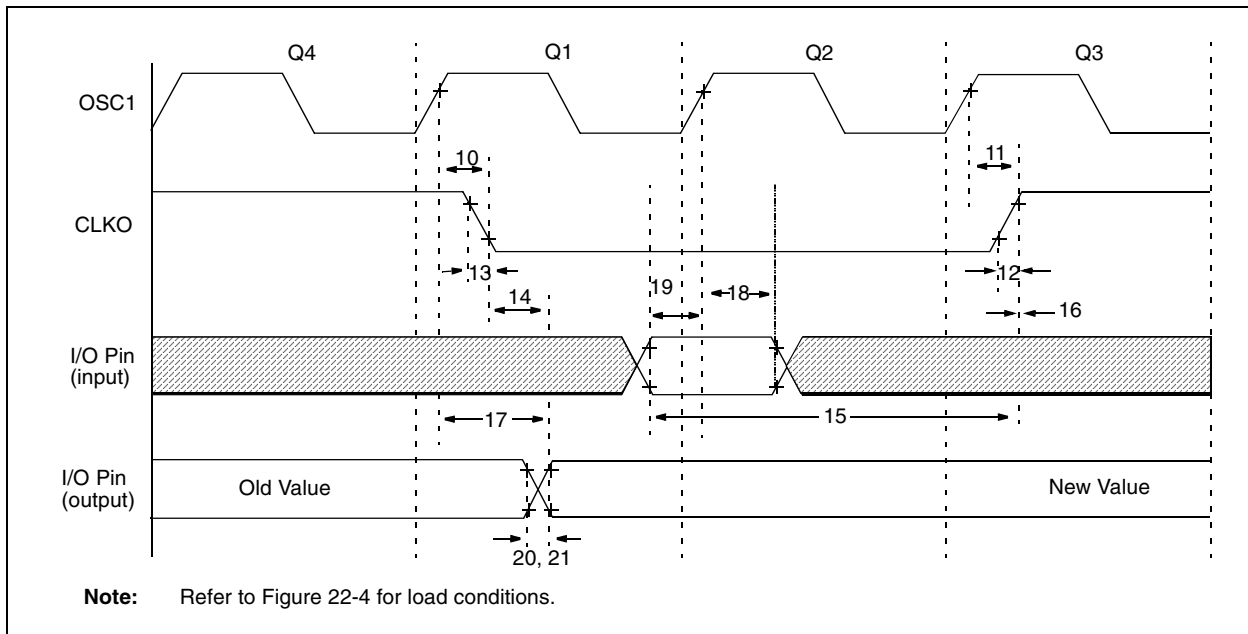 Q4
Q1
Q2
Q3
OSC1
10
11
CLKO
13
12
14
19
18
16
I/O Pin
(input)
17
15
I/O Pin
(output)
Old Value
New Value
20, 21
Note: Refer to Figure 22-4 for load conditions.